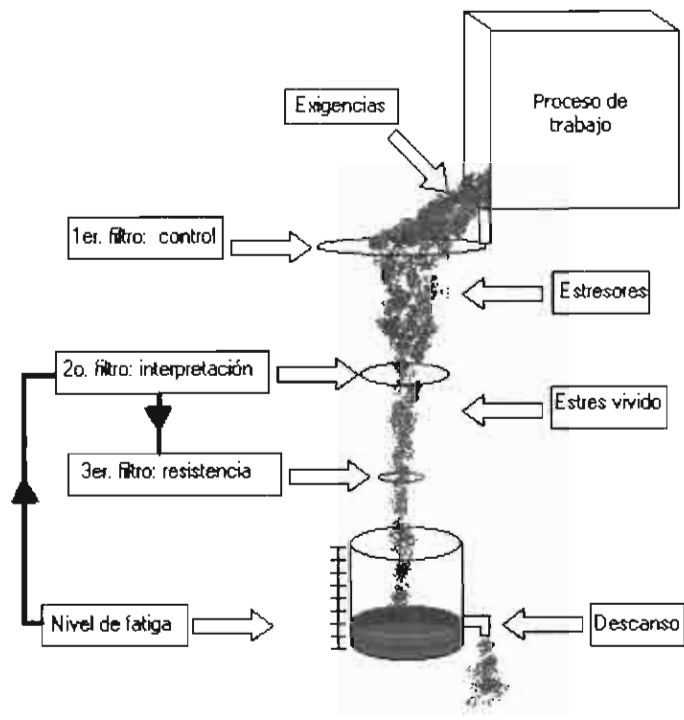 Proceso de
trabajo
Exigencias
1er. filtro: control
Estresores
2o. filtro: interpretación
Estres vivido
3er. filtro: resistencia
Nivel de fatiga
Descanso